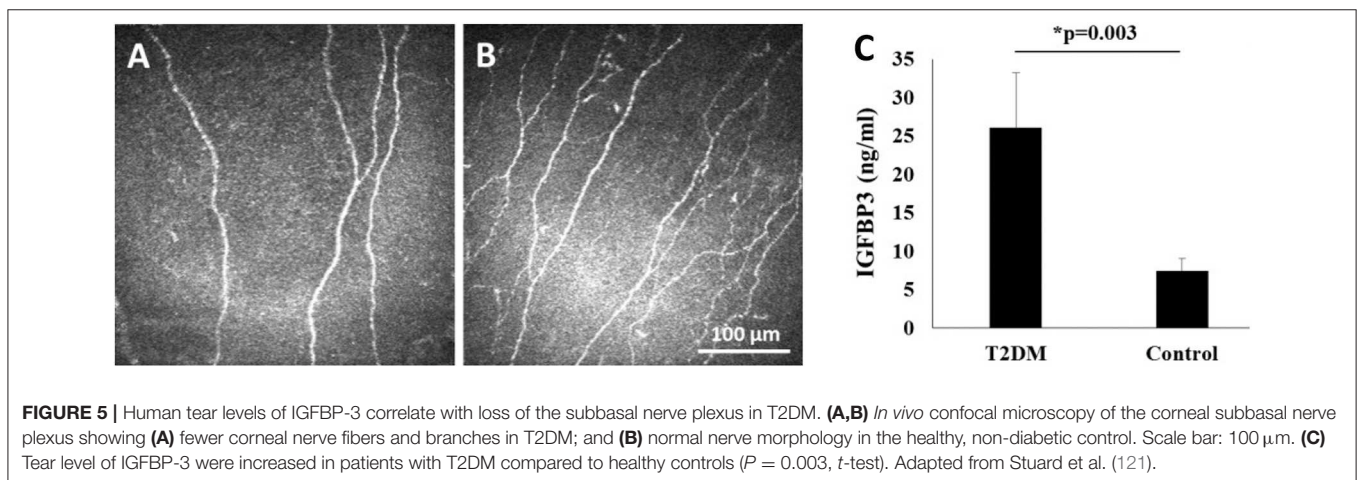 A
B
100 µm
C
*p=0.003
IGFBP3 (ng/ml)
35
30
25
20
15
10
5
0
T2DM Control
FIGURE 5 | Human tear levels of IGFBP-3 correlate with loss of the subbasal nerve plexus in T2DM. (A,B) In vivo confocal microscopy of the corneal subbasal nerve
plexus showing (A) fewer corneal nerve fibers and branches in T2DM; and (B) normal nerve morphology in the healthy, non-diabetic control. Scale bar: 100 µm. (C)
Tear level of IGFBP-3 were increased in patients with T2DM compared to healthy controls (P = 0.003, t-test). Adapted from Stuard et al. (121).